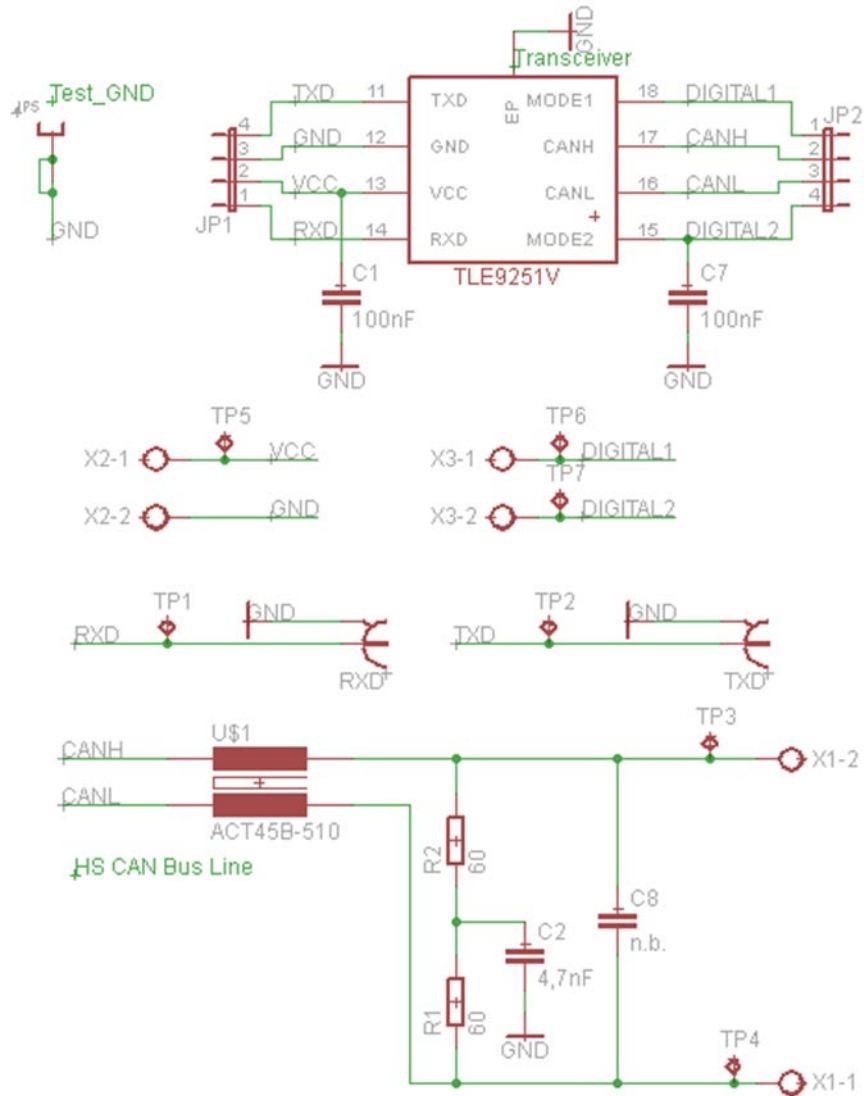 GND
Transceiver
Test_GND
JPS
GND
TXD 11 TXD
GND 12 GND
VCC 13 VCC
RXD 14 RXD
4
3
2
1
JP1
EP
MODE1 18 DIGITAL1
CANH 17 CANH
CANL 16 CANL
MODE2 15 DIGITAL2
1
2
3
4
JP2
TLE9251V
C1
100nF
GND
C7
100nF
GND
TP5
X2-1 VCC
X2-2 GND
TP6
X3-1 DIGITAL1
TP7
X3-2 DIGITAL2
TP1 GND
RXD
RXD
TP2 GND
TXD
TXD
U$1
CANH
CANL
ACT45B-510
HS CAN Bus Line
TP3
X1-2
R2
60
C8
n.b.
C2
4,7nF
R1
60
GND
TP4
X1-1